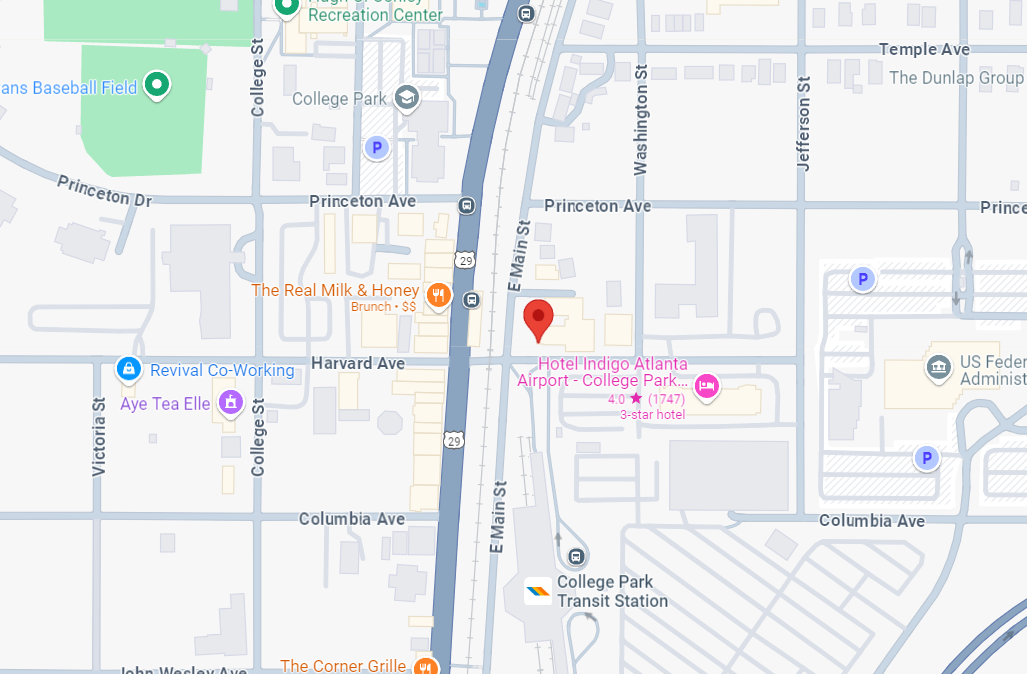 Recreation Center
College St
Temple Ave
The Dunlap Group
ans Baseball Field
College Park
P
Washington St
Jefferson St
Princeton Dr
Princeton Ave
Princeton Ave
Prince
E Main St
29
P
The Real Milk & Honey
Brunch • $$
Harvard Ave
Revival Co-Working
Hotel Indigo Atlanta
Airport - College Park...
4.0 ★ (1747)
3-star hotel
US Feder
Administ
Aye Tea Elle
Victoria St
College St
29
P
E Main St
Columbia Ave
Columbia Ave
College Park
Transit Station
The Corner Grille
John Wesley Ave